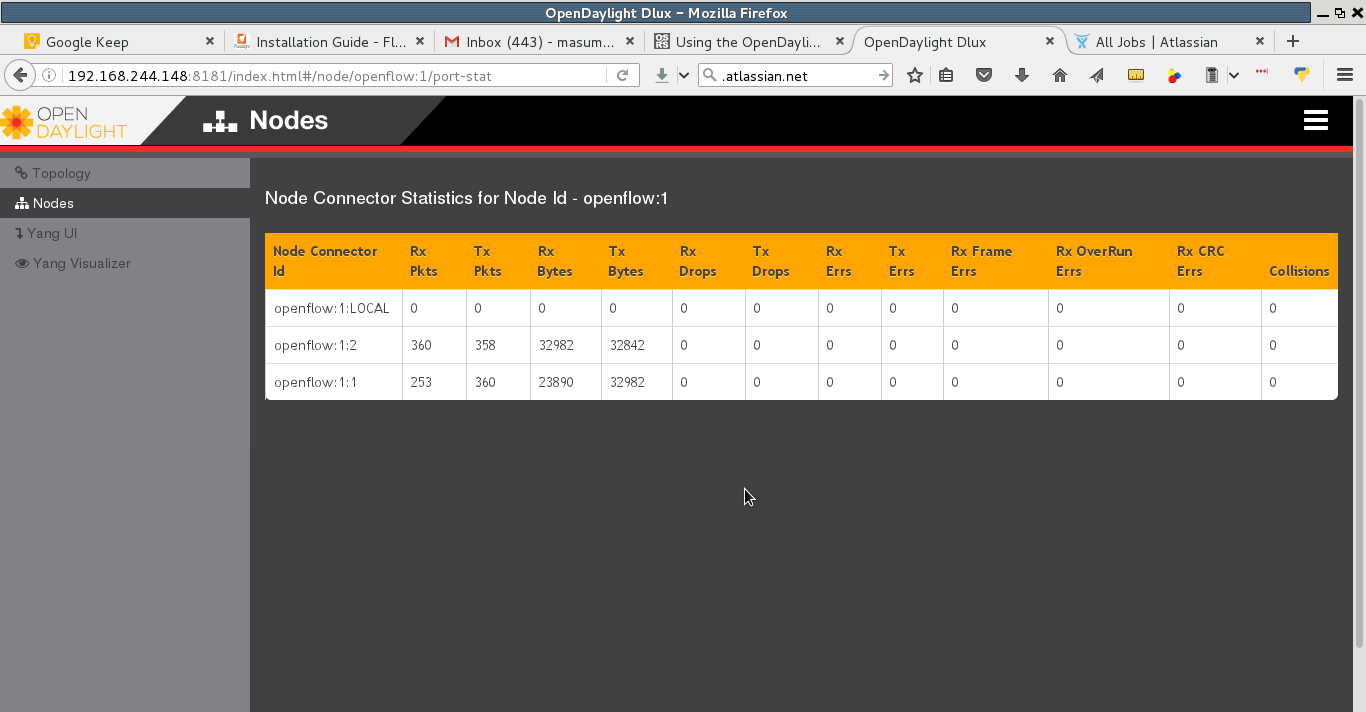 OpenDaylight Dlux – Mozilla Firefox
Google Keep
Installation Guide - Fl...
Inbox (443) - masum...
Using the OpenDayli...
OpenDaylight Dlux
All Jobs | Atlassian
192.168.244.148:8181/index.html#/node/openflow:1/port-stat
.atlassian.net
OPEN
DAYLIGHT
Nodes
Topology
Nodes
Yang UI
Yang Visualizer
Node Connector Statistics for Node Id - openflow:1
Node Connector Id Rx Pkts Tx Pkts Rx Bytes Tx Bytes Rx Drops Tx Drops Rx Errs Tx Errs Rx Frame Errs Rx OverRun Errs Rx CRC Errs Collisions
openflow:1:LOCAL 0 0 0 0 0 0 0 0 0 0 0 0
openflow:1:2 360 358 32982 32842 0 0 0 0 0 0 0 0
openflow:1:1 253 360 23890 32982 0 0 0 0 0 0 0 0